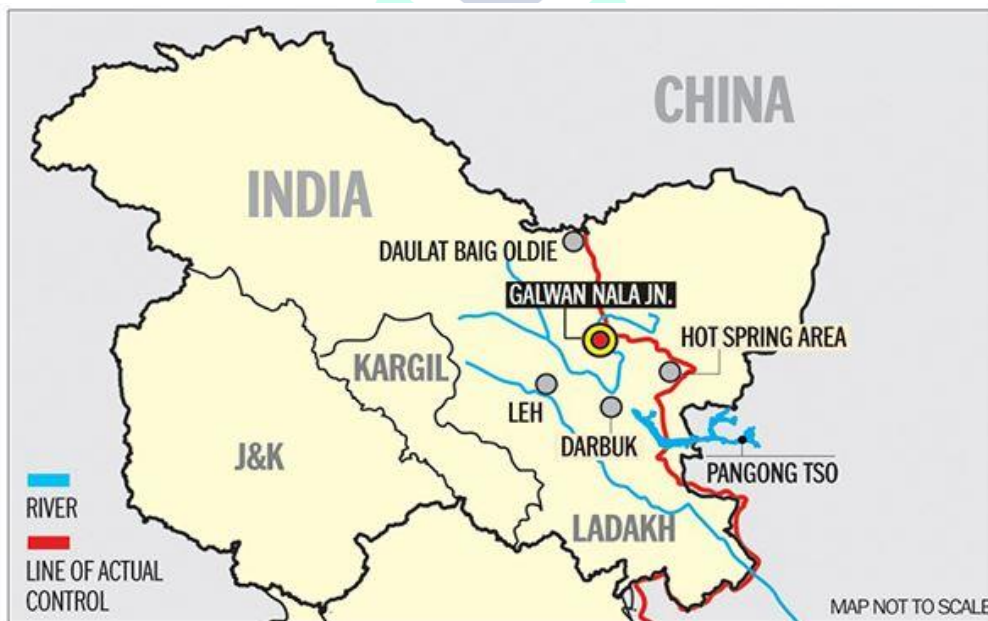 CHINA
INDIA
DAULAT BAIG OLDIE
GALWAN NALA JN.
HOT SPRING AREA
KARGIL
LEH
DARBUK
J&K
PANGONG TSO
RIVER
LADAKH
LINE OF ACTUAL
CONTROL
MAP NOT TO SCALE